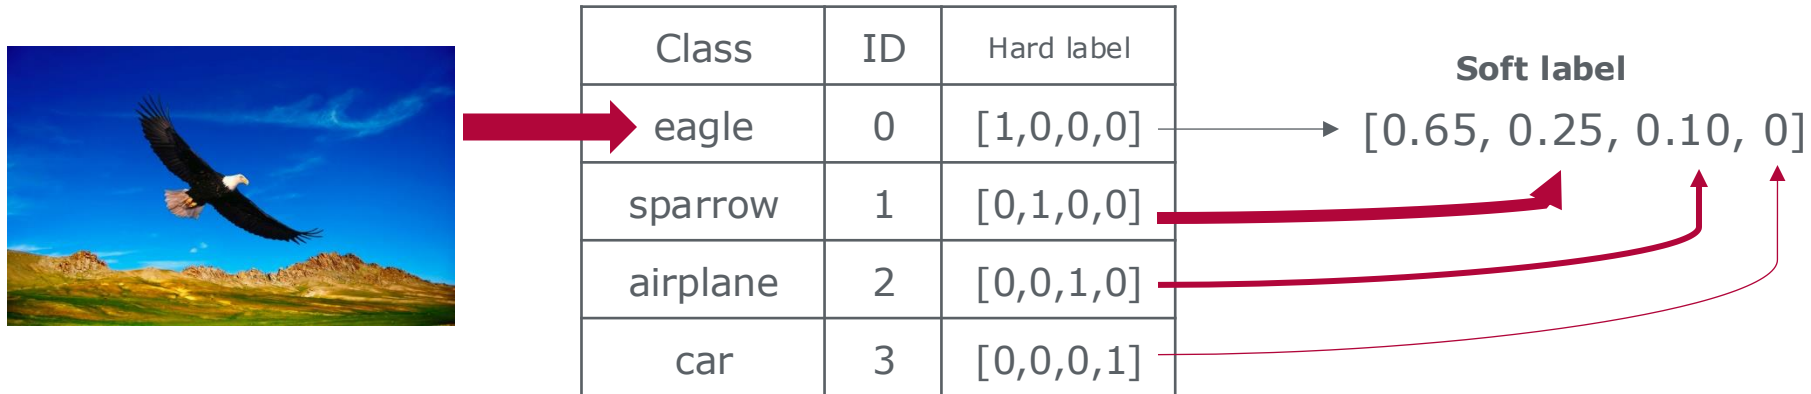 Class ID Hard label
eagle 0 [1,0,0,0]
sparrow 1 [0,1,0,0]
airplane 2 [0,0,1,0]
car 3 [0,0,0,1]
Soft label
[0.65, 0.25, 0.10, 0]